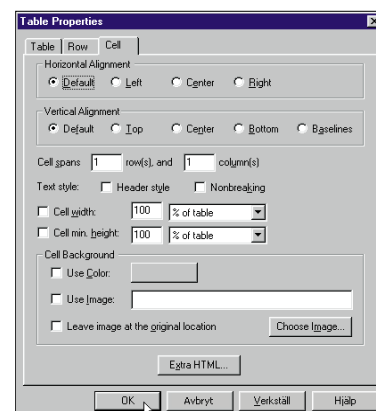 Table Properties
Table Row Cell
Horizontal Alignment
Default Left Center Right
Vertical Alignment
Default Top Center Bottom Baselines
Cell spans 1 row(s), and 1 column(s)
Text style: Header style Nonbreaking
Cell width: 100 % of table
Cell min. height: 100 % of table
Cell Background
Use Color:
Use Image:
Leave image at the original location Choose Image...
Extra HTML...
OK Avbryt Verkställ Hjälp